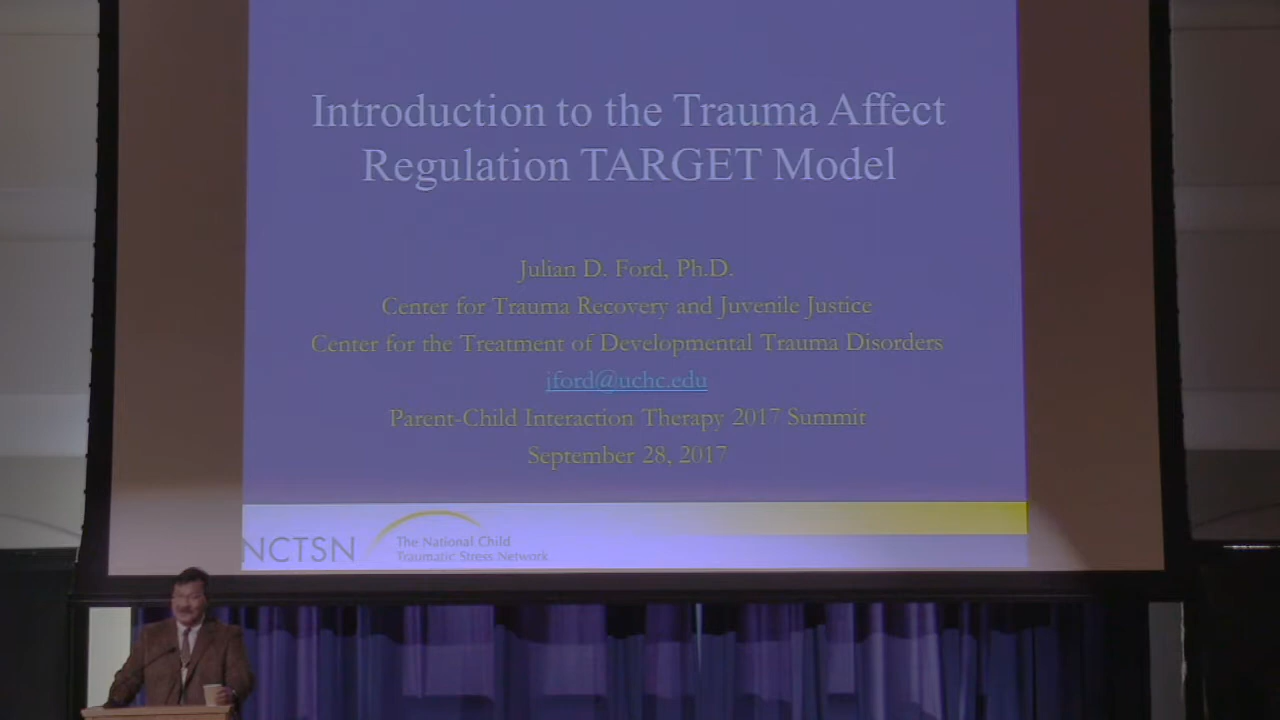 Introduction to the Trauma Affect
Regulation TARGET Model
Julian D. Ford, Ph.D.
Center for Trauma Recovery and Juvenile Justice
Center for the Treatment of Developmental Trauma Disorders
jford@uchc.edu
Parent-Child Interaction Therapy 2017 Summit
September 28, 2017
NCTSN
The National Child
Traumatic Stress Network